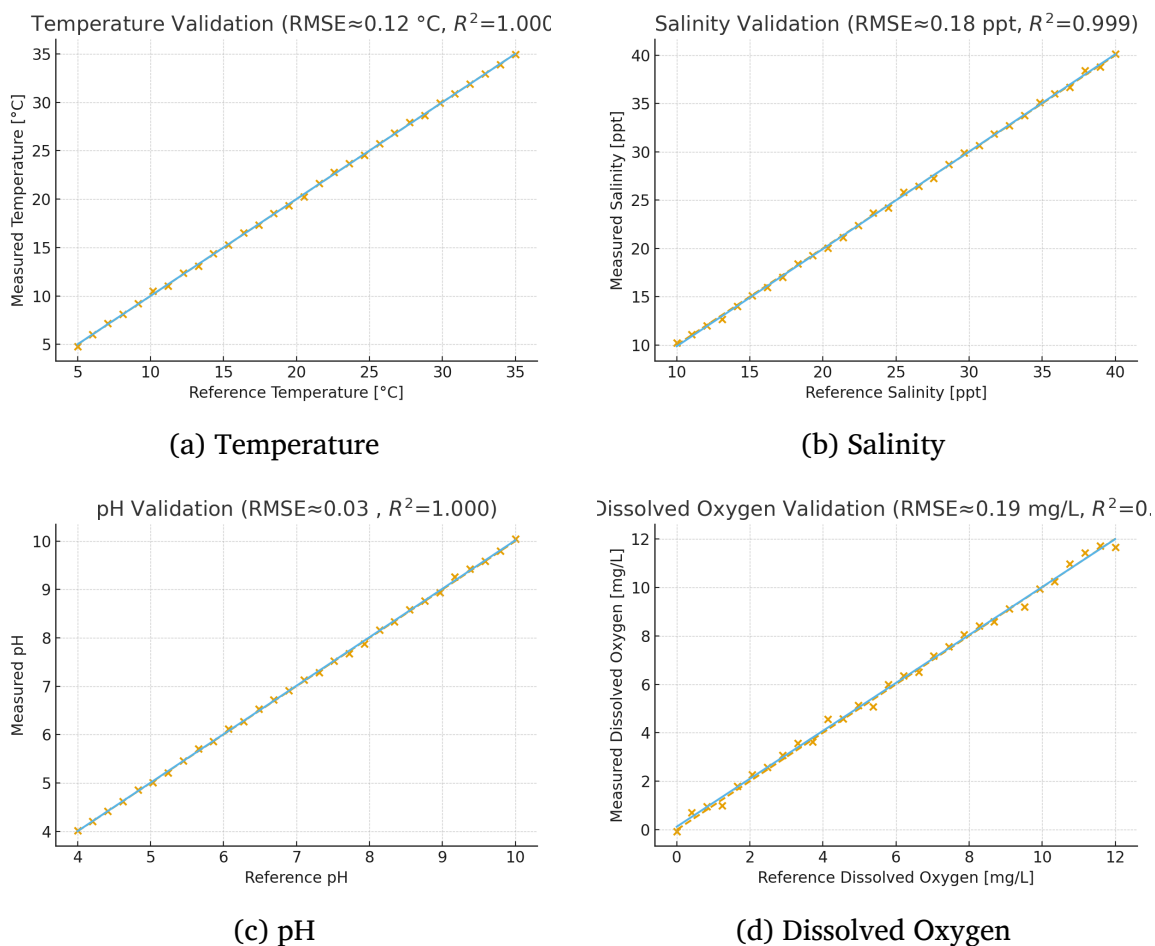 Temperature Validation (RMSE≈0.12 °C, R²=1.000
Measured Temperature [°C]
35
30
25
20
15
10
5
5 10 15 20 25 30 35
Reference Temperature [°C]
(a) Temperature
Salinity Validation (RMSE≈0.18 ppt, R²=0.999)
Measured Salinity [ppt]
40
35
30
25
20
15
10
10 15 20 25 30 35 40
Reference Salinity [ppt]
(b) Salinity
pH Validation (RMSE≈0.03 , R²=1.000)
Measured pH
10
9
8
7
6
5
4
4 5 6 7 8 9 10
Reference pH
(c) pH
Dissolved Oxygen Validation (RMSE≈0.19 mg/L, R²=0.
Measured Dissolved Oxygen [mg/L]
12
10
8
6
4
2
0
0 2 4 6 8 10 12
Reference Dissolved Oxygen [mg/L]
(d) Dissolved Oxygen